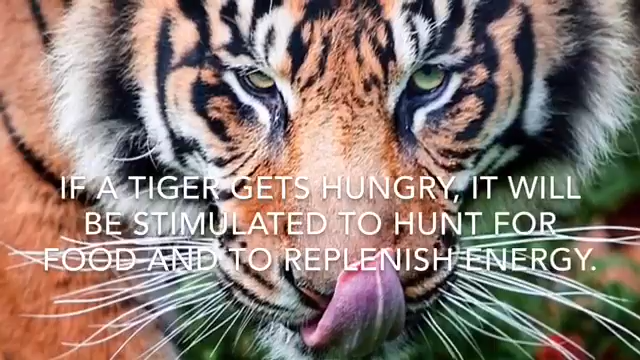 IF A TIGER GETS HUNGRY, IT WILL
BE STIMULATED TO HUNT FOR
FOOD AND TO REPLENISH ENERGY.